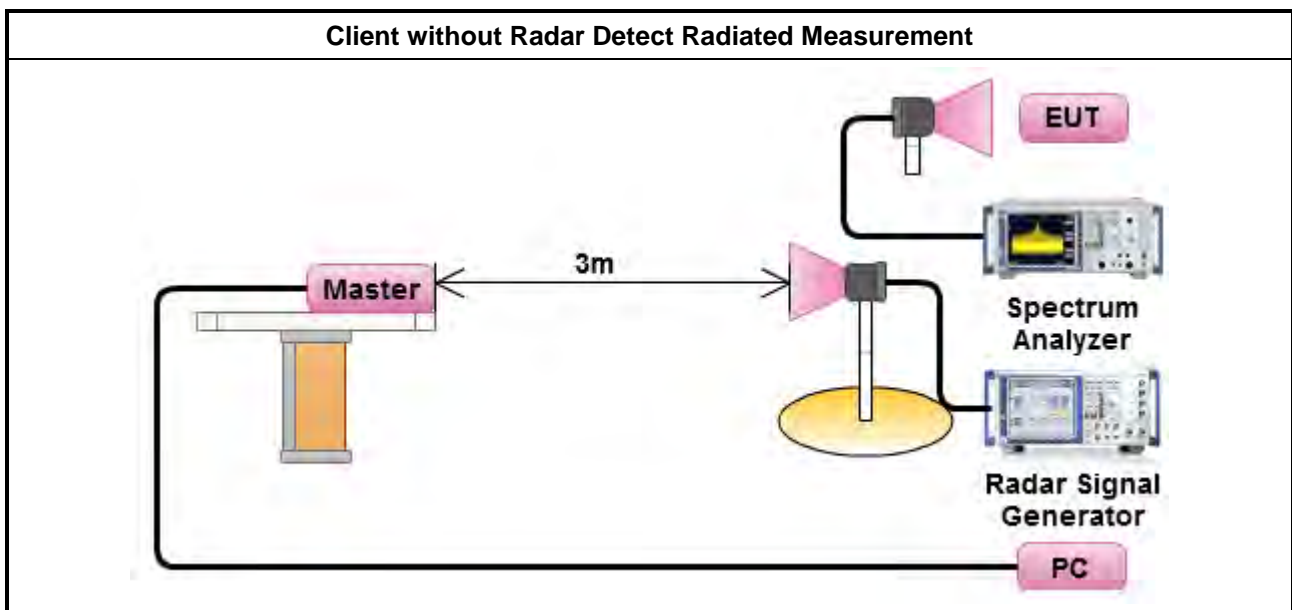 Client without Radar Detect Radiated Measurement
EUT
3m
Master
Spectrum
Analyzer
Radar Signal
Generator
PC